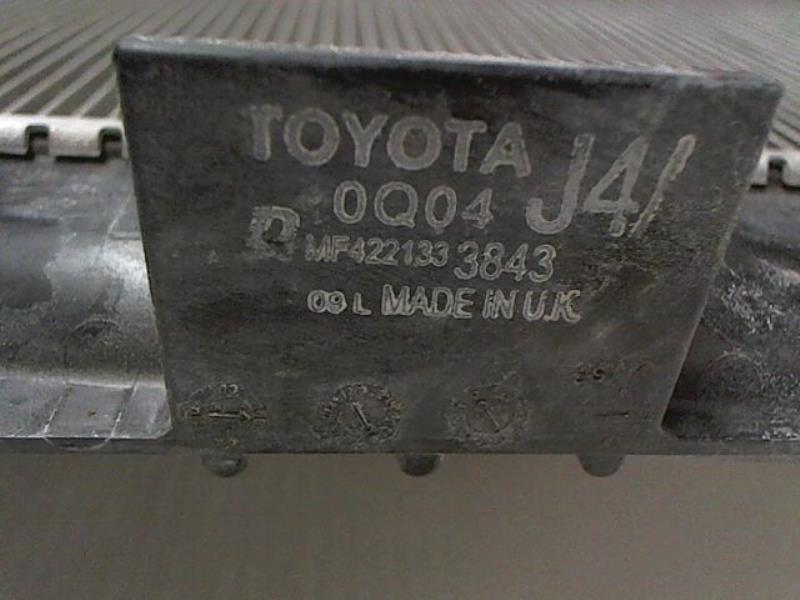 TOYOTA
0Q04 J4/
MF422133 3843
09 L MADE IN U.K